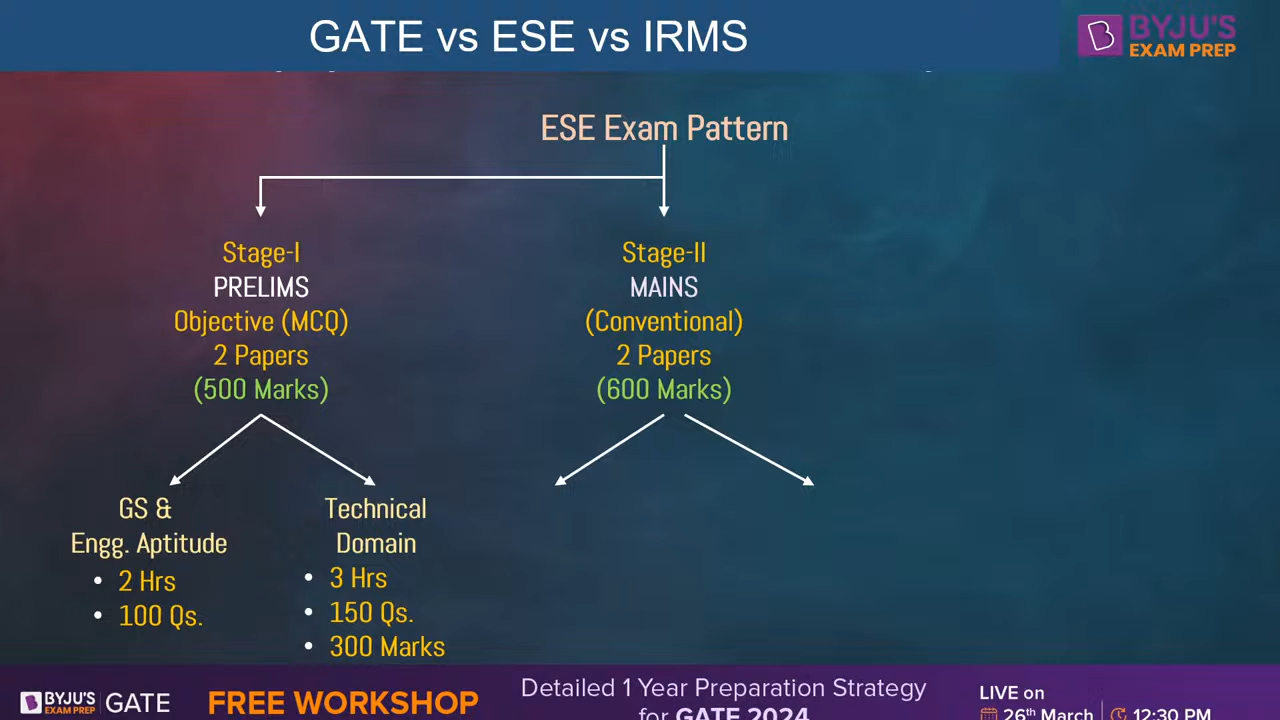 GATE vs ESE vs IRMS
BYJU'S
EXAM PREP
ESE Exam Pattern
Stage-I
PRELIMS
Objective (MCQ)
2 Papers
(500 Marks)
Stage-II
MAINS
(Conventional)
2 Papers
(600 Marks)
GS &
Engg. Aptitude
• 2 Hrs
• 100 Qs.
Technical
Domain
• 3 Hrs
• 150 Qs.
• 300 Marks
BYJU'S
EXAM PREP
GATE
FREE WORKSHOP
Detailed 1 Year Preparation Strategy
for GATE 2024
LIVE on
26th March
12:30 PM